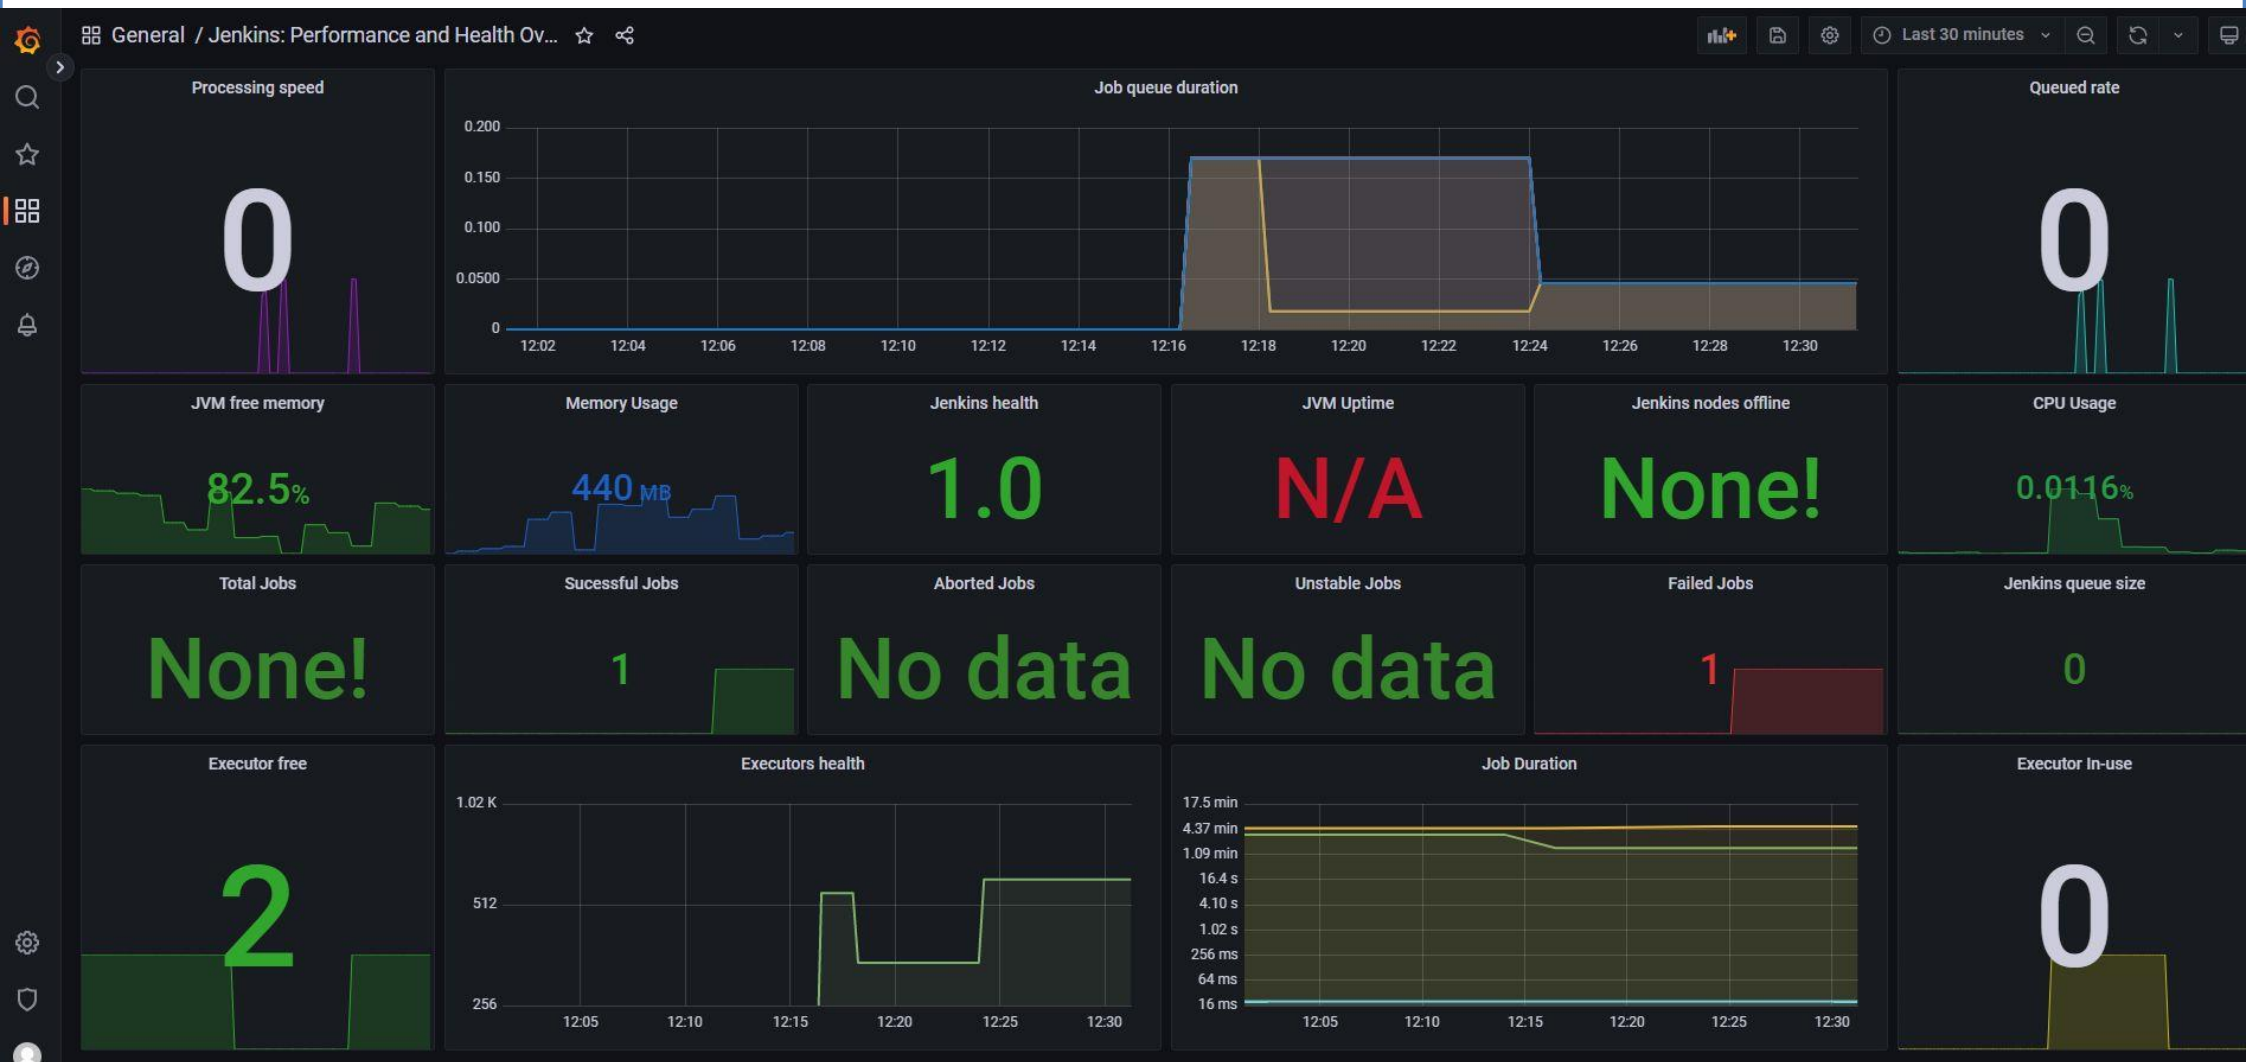 General / Jenkins: Performance and Health Ov...
Last 30 minutes
Processing speed
0
Job queue duration
0.200
0.150
0.100
0.0500
0
12:02 12:04 12:06 12:08 12:10 12:12 12:14 12:16 12:18 12:20 12:22 12:24 12:26 12:28 12:30
Queued rate
0
JVM free memory
82.5%
Memory Usage
440 MB
Jenkins health
1.0
JVM Uptime
N/A
Jenkins nodes offline
None!
CPU Usage
0.0116%
Total Jobs
None!
Sucessful Jobs
1
Aborted Jobs
No data
Unstable Jobs
No data
Failed Jobs
1
Jenkins queue size
0
Executor free
2
Executors health
1.02 K
512
256
12:05 12:10 12:15 12:20 12:25 12:30
Job Duration
17.5 min
4.37 min
1.09 min
16.4 s
4.10 s
1.02 s
256 ms
64 ms
16 ms
12:05 12:10 12:15 12:20 12:25 12:30
Executor In-use
0